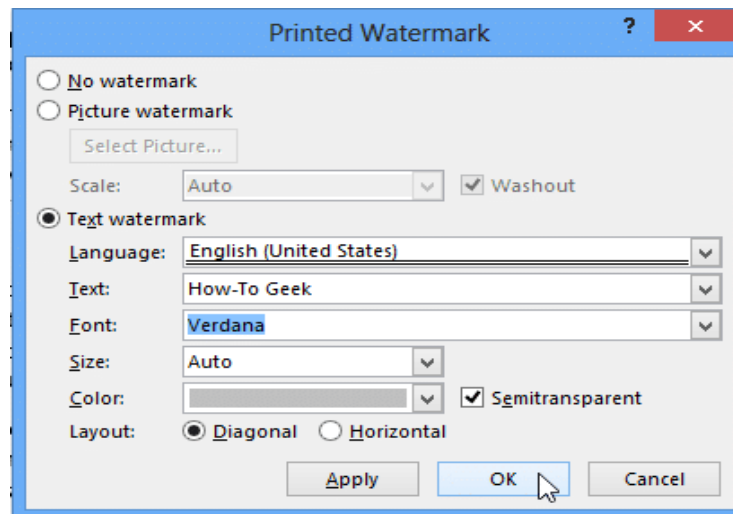 Printed Watermark ?
No watermark
Picture watermark
Select Picture...
Scale: Auto Washout
Text watermark
Language: English (United States)
Text: How-To Geek
Font: Verdana
Size: Auto
Color: Semitransparent
Layout: Diagonal Horizontal
Apply OK Cancel